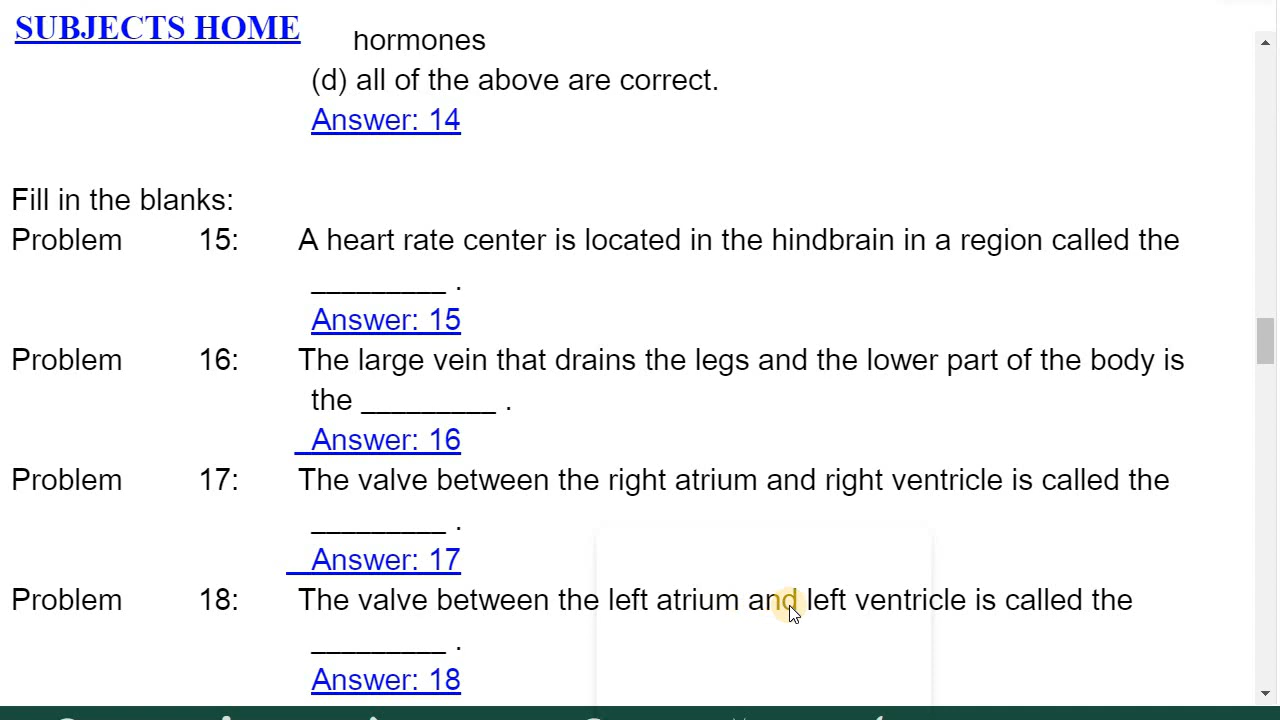 SUBJECTS HOME
hormones
(d) all of the above are correct.
Answer: 14
Fill in the blanks:
Problem 15: A heart rate center is located in the hindbrain in a region called the
_________ .
Answer: 15
Problem 16: The large vein that drains the legs and the lower part of the body is
the _________ .
Answer: 16
Problem 17: The valve between the right atrium and right ventricle is called the
_________ .
Answer: 17
Problem 18: The valve between the left atrium and left ventricle is called the
_________ .
Answer: 18